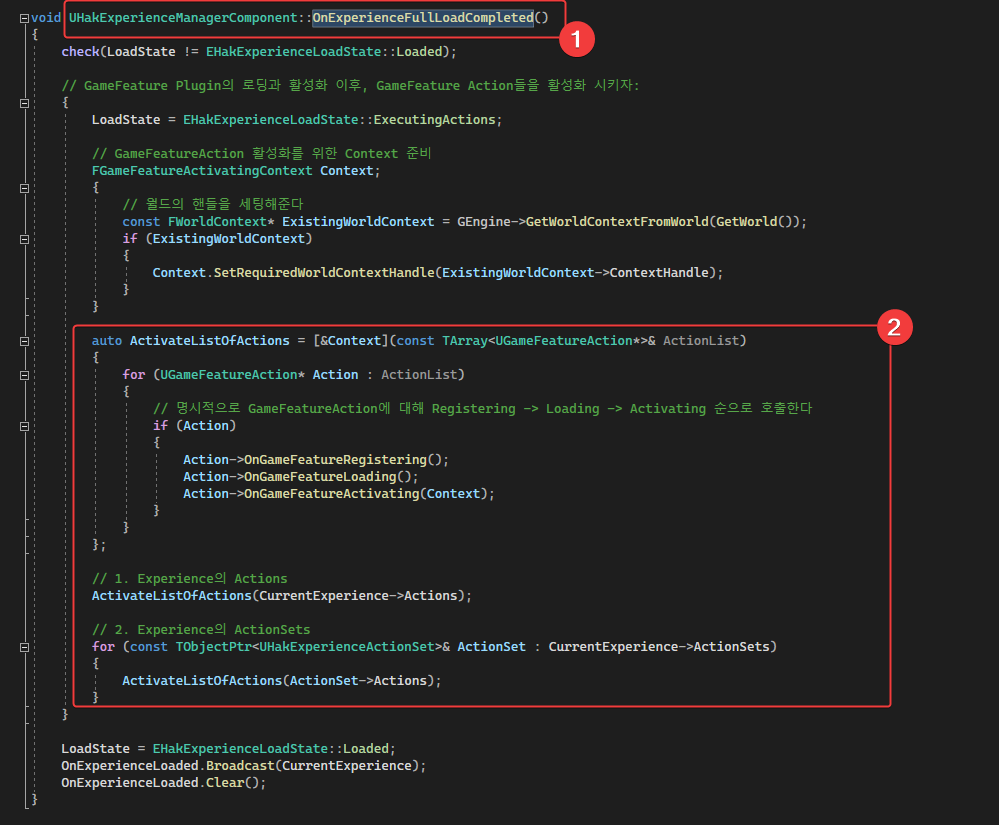 void UHakExperienceManagerComponent::OnExperienceFullLoadCompleted()
1
{
check(LoadState != EHakExperienceLoadState::Loaded);
// GameFeature Plugin의 로딩과 활성화 이후, GameFeature Action들을 활성화 시키자:
{
LoadState = EHakExperienceLoadState::ExecutingActions;
// GameFeatureAction 활성화를 위한 Context 준비
FGameFeatureActivatingContext Context;
{
// 월드의 핸들을 세팅해준다
const FWorldContext* ExistingWorldContext = GEngine->GetWorldContextFromWorld(GetWorld());
if (ExistingWorldContext)
{
Context.SetRequiredWorldContextHandle(ExistingWorldContext->ContextHandle);
}
}
2
auto ActivateListOfActions = [&Context](const TArray<UGameFeatureAction*>& ActionList)
{
for (UGameFeatureAction* Action : ActionList)
{
// 명시적으로 GameFeatureAction에 대해 Registering -> Loading -> Activating 순으로 호출한다
if (Action)
{
Action->OnGameFeatureRegistering();
Action->OnGameFeatureLoading();
Action->OnGameFeatureActivating(Context);
}
}
};
// 1. Experience의 Actions
ActivateListOfActions(CurrentExperience->Actions);
// 2. Experience의 ActionSets
for (const TObjectPtr<UHakExperienceActionSet>& ActionSet : CurrentExperience->ActionSets)
{
ActivateListOfActions(ActionSet->Actions);
}
}
LoadState = EHakExperienceLoadState::Loaded;
OnExperienceLoaded.Broadcast(CurrentExperience);
OnExperienceLoaded.Clear();
}